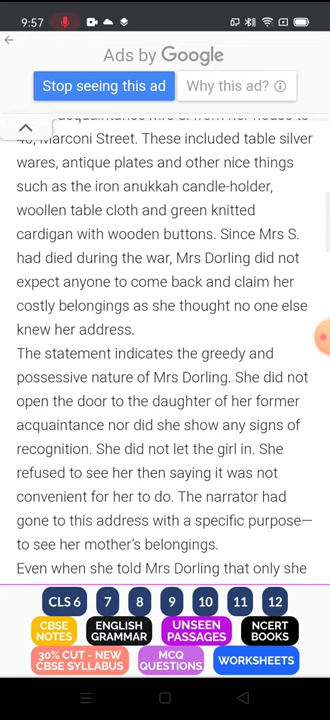 9:57
Ads by Google
Stop seeing this ad
Why this ad?
acquaintance Mrs S. from her house to
46, Marconi Street. These included table silver
wares, antique plates and other nice things
such as the iron anukkah candle-holder,
woollen table cloth and green knitted
cardigan with wooden buttons. Since Mrs S.
had died during the war, Mrs Dorling did not
expect anyone to come back and claim her
costly belongings as she thought no one else
knew her address.
The statement indicates the greedy and
possessive nature of Mrs Dorling. She did not
open the door to the daughter of her former
acquaintance nor did she show any signs of
recognition. She did not let the girl in. She
refused to see her then saying it was not
convenient for her to do. The narrator had
gone to this address with a specific purpose—
to see her mother's belongings.
Even when she told Mrs Dorling that only she
CLS 6 7 8 9 10 11 12
CBSE NOTES
ENGLISH GRAMMAR
UNSEEN PASSAGES
NCERT BOOKS
30% CUT - NEW CBSE SYLLABUS
MCQ QUESTIONS
WORKSHEETS